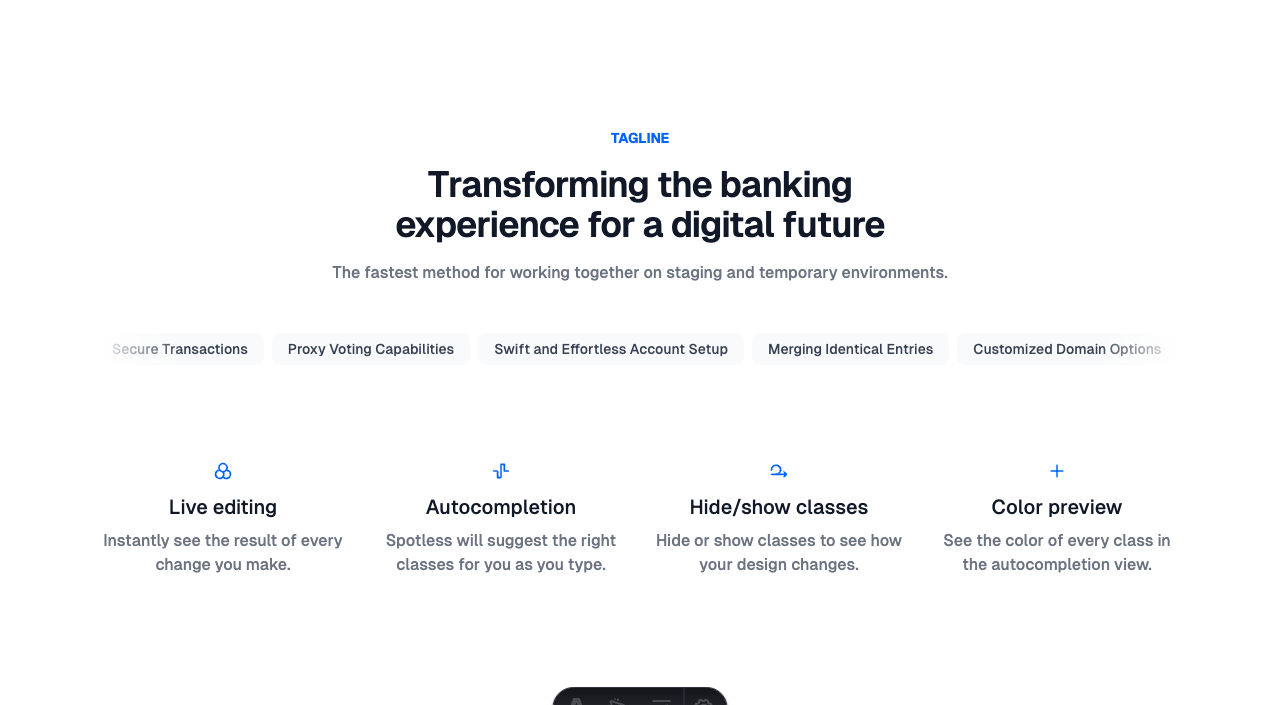 TAGLINE
Transforming the banking
experience for a digital future
The fastest method for working together on staging and temporary environments.
Secure Transactions
Proxy Voting Capabilities
Swift and Effortless Account Setup
Merging Identical Entries
Customized Domain Options
Live editing
Instantly see the result of every
change you make.
Autocompletion
Spotless will suggest the right
classes for you as you type.
Hide/show classes
Hide or show classes to see how
your design changes.
Color preview
See the color of every class in
the autocompletion view.